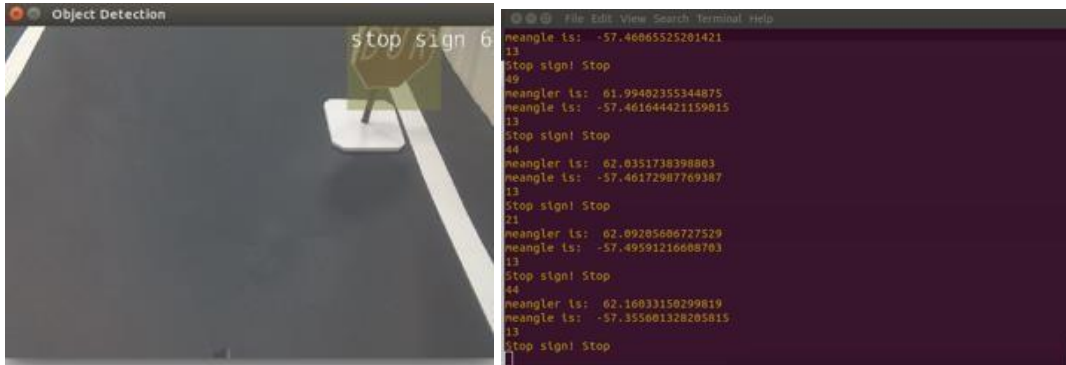 Object Detection
stop sign 6
File Edit View Search Terminal Help
meangle is: -57.46065525201421
13
Stop sign! Stop
49
meangler is: 61.99402355344875
meangle is: -57.461644421159015
13
Stop sign! Stop
44
meangler is: 62.0351738398803
meangle is: -57.46172987769387
13
Stop sign! Stop
21
meangler is: 62.09205606727529
meangle is: -57.49591216608703
13
Stop sign! Stop
44
meangler is: 62.16033150299819
meangle is: -57.355601328205815
13
Stop sign! Stop